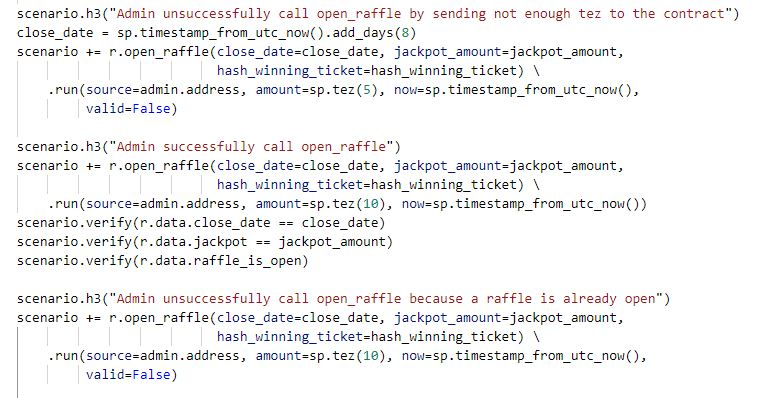 scenario.h3("Admin unsuccessfully call open_raffle by sending not enough tez to the contract")
close_date = sp.timestamp_from_utc_now().add_days(8)
scenario += r.open_raffle(close_date=close_date, jackpot_amount=jackpot_amount,
hash_winning_ticket=hash_winning_ticket) \
.run(source=admin.address, amount=sp.tez(5), now=sp.timestamp_from_utc_now(),
valid=False)
scenario.h3("Admin successfully call open_raffle")
scenario += r.open_raffle(close_date=close_date, jackpot_amount=jackpot_amount,
hash_winning_ticket=hash_winning_ticket) \
.run(source=admin.address, amount=sp.tez(10), now=sp.timestamp_from_utc_now())
scenario.verify(r.data.close_date == close_date)
scenario.verify(r.data.jackpot == jackpot_amount)
scenario.verify(r.data.raffle_is_open)
scenario.h3("Admin unsuccessfully call open_raffle because a raffle is already open")
scenario += r.open_raffle(close_date=close_date, jackpot_amount=jackpot_amount,
hash_winning_ticket=hash_winning_ticket) \
.run(source=admin.address, amount=sp.tez(10), now=sp.timestamp_from_utc_now(),
valid=False)